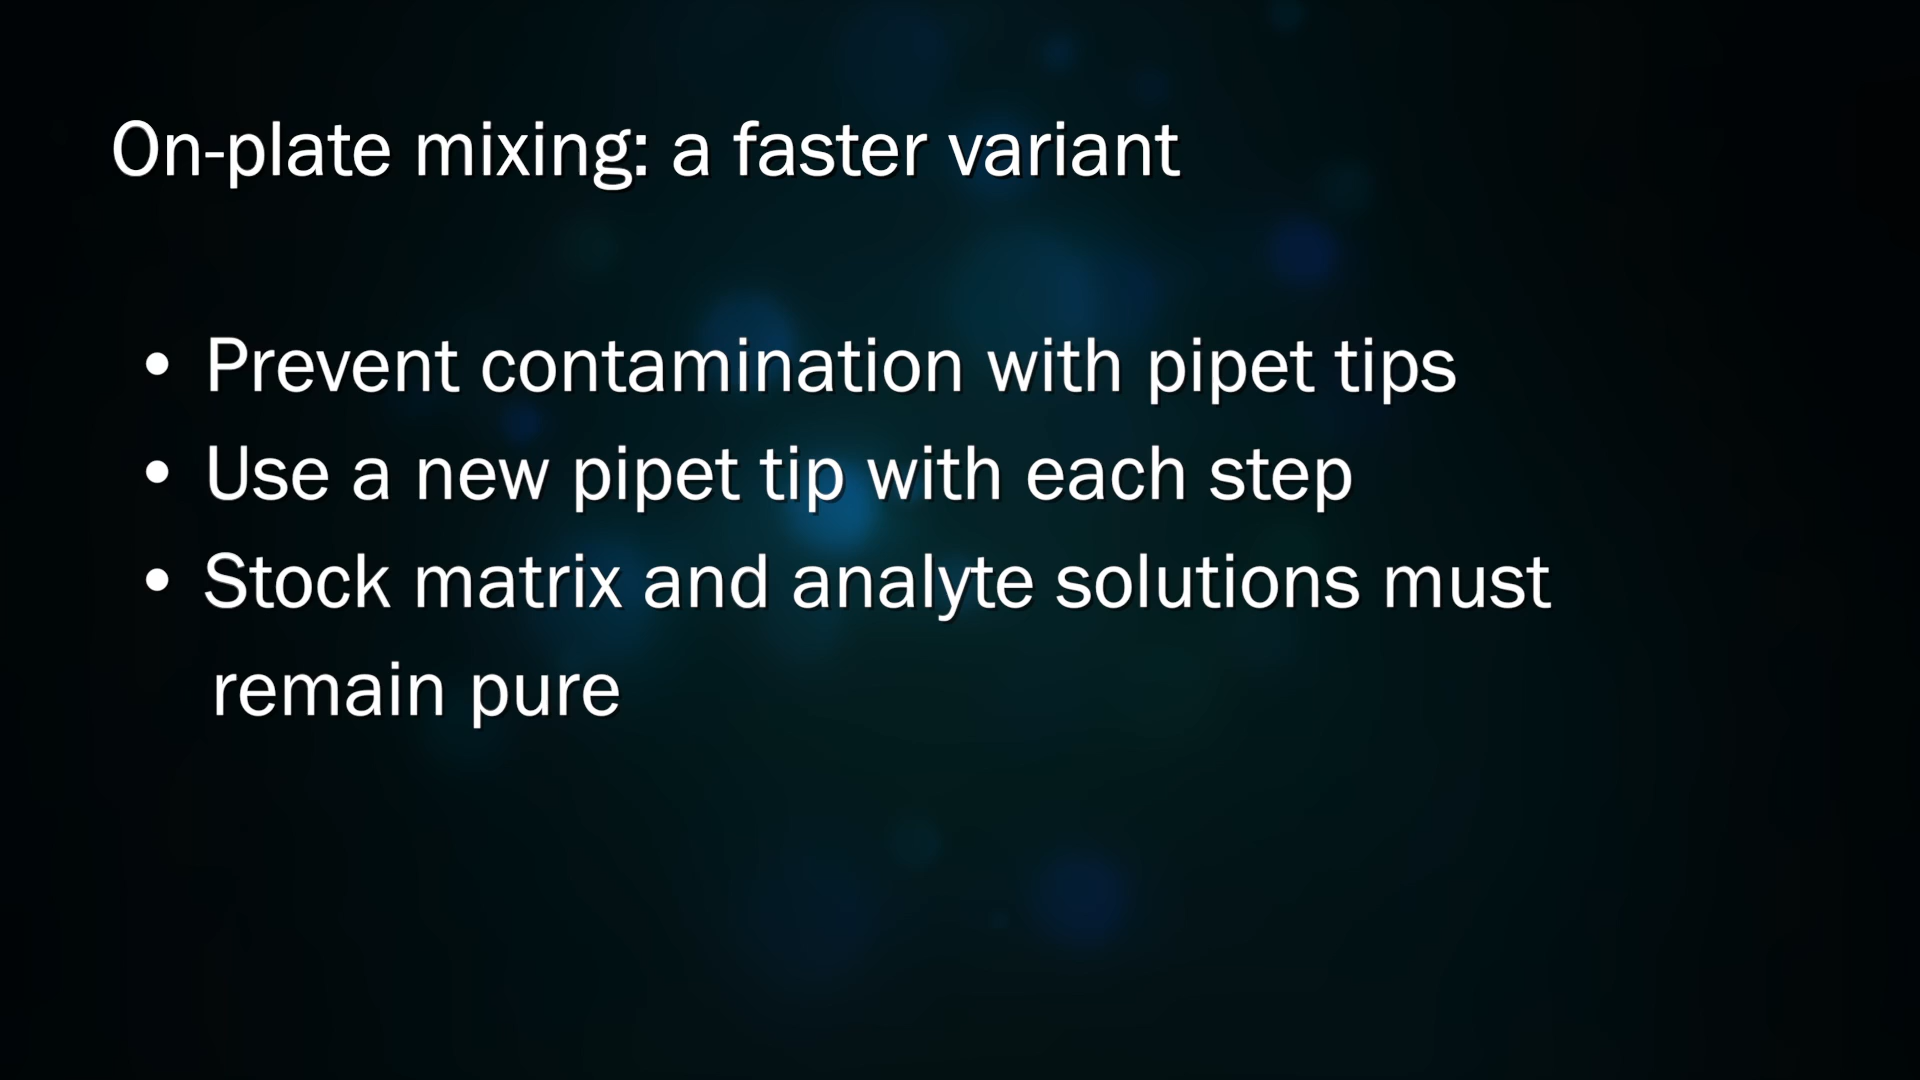 On-plate mixing: a faster variant
• Prevent contamination with pipet tips
• Use a new pipet tip with each step
• Stock matrix and analyte solutions must
remain pure